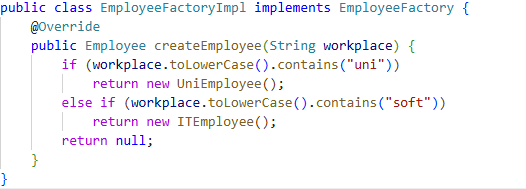 public class EmployeeFactoryImpl implements EmployeeFactory {
    @Override
    public Employee createEmployee(String workplace) {
        if (workplace.toLowerCase().contains("uni"))
            return new UniEmployee();
        else if (workplace.toLowerCase().contains("soft"))
            return new ITEmployee();
        return null;
    }
}